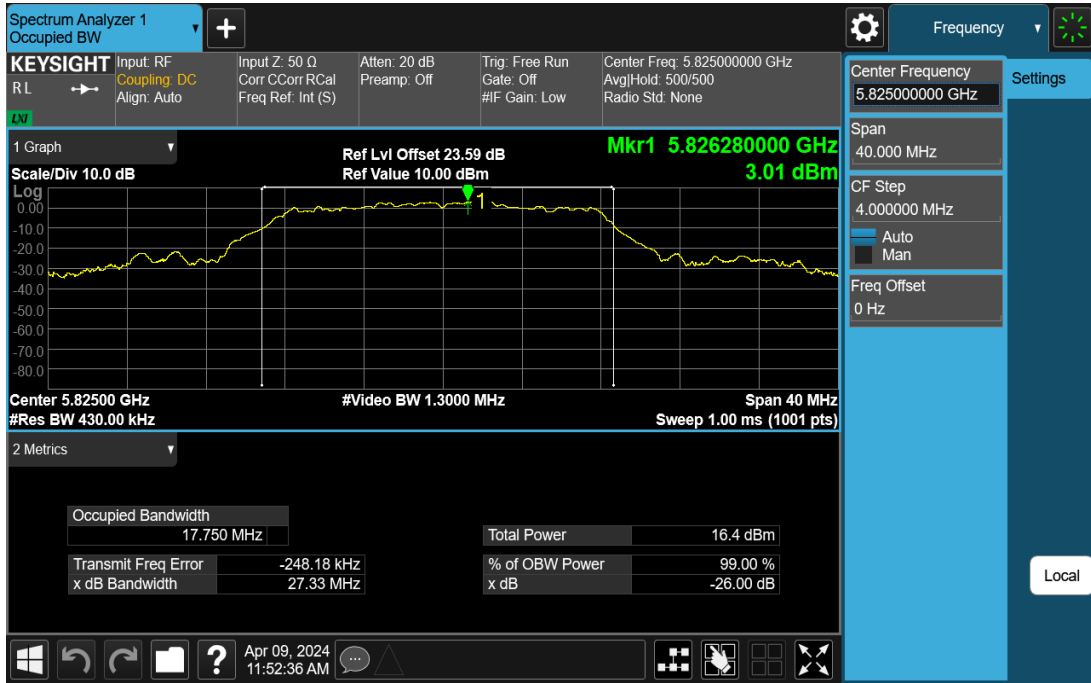 Spectrum Analyzer 1
Occupied BW
+
Frequency
KEYSIGHT
R L
LXI
Input: RF
Coupling: DC
Align: Auto
Input Z: 50 Ω
Corr CCorr RCal
Freq Ref: Int (S)
Atten: 20 dB
Preamp: Off
Trig: Free Run
Gate: Off
#IF Gain: Low
Center Freq: 5.825000000 GHz
Avg|Hold: 500/500
Radio Std: None
Center Frequency
5.825000000 GHz
Settings
Span
40.000 MHz
CF Step
4.000000 MHz
Auto
Man
Freq Offset
0 Hz
Local
1 Graph
Scale/Div 10.0 dB
Ref Lvl Offset 23.59 dB
Ref Value 10.00 dBm
Mkr1 5.826280000 GHz
3.01 dBm
Log
0.00
-10.0
-20.0
-30.0
-40.0
-50.0
-60.0
-70.0
-80.0
1
Center 5.82500 GHz
#Res BW 430.00 kHz
#Video BW 1.3000 MHz
Span 40 MHz
Sweep 1.00 ms (1001 pts)
2 Metrics
Occupied Bandwidth
17.750 MHz
Total Power 16.4 dBm
Transmit Freq Error -248.18 kHz
% of OBW Power 99.00 %
x dB Bandwidth 27.33 MHz
x dB -26.00 dB
?
Apr 09, 2024
11:52:36 AM